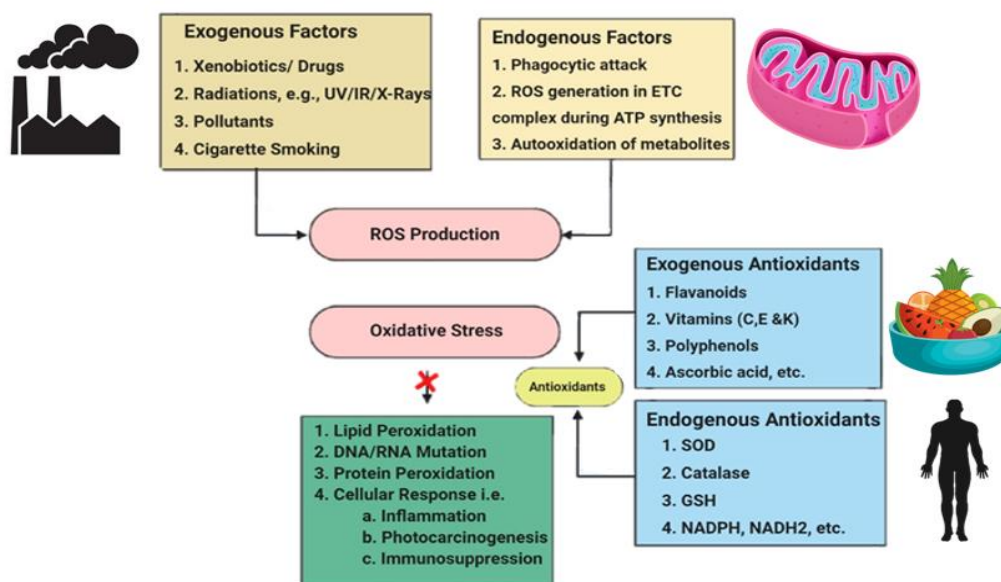 Exogenous Factors
1. Xenobiotics/ Drugs
2. Radiations, e.g., UV/IR/X-Rays
3. Pollutants
4. Cigarette Smoking
Endogenous Factors
1. Phagocytic attack
2. ROS generation in ETC
complex during ATP synthesis
3. Autooxidation of metabolites
ROS Production
Exogenous Antioxidants
1. Flavanoids
2. Vitamins (C,E &K)
3. Polyphenols
4. Ascorbic acid, etc.
Oxidative Stress
Antioxidants
1. Lipid Peroxidation
2. DNA/RNA Mutation
3. Protein Peroxidation
4. Cellular Response i.e.
a. Inflammation
b. Photocarcinogenesis
c. Immunosuppression
Endogenous Antioxidants
1. SOD
2. Catalase
3. GSH
4. NADPH, NADH2, etc.